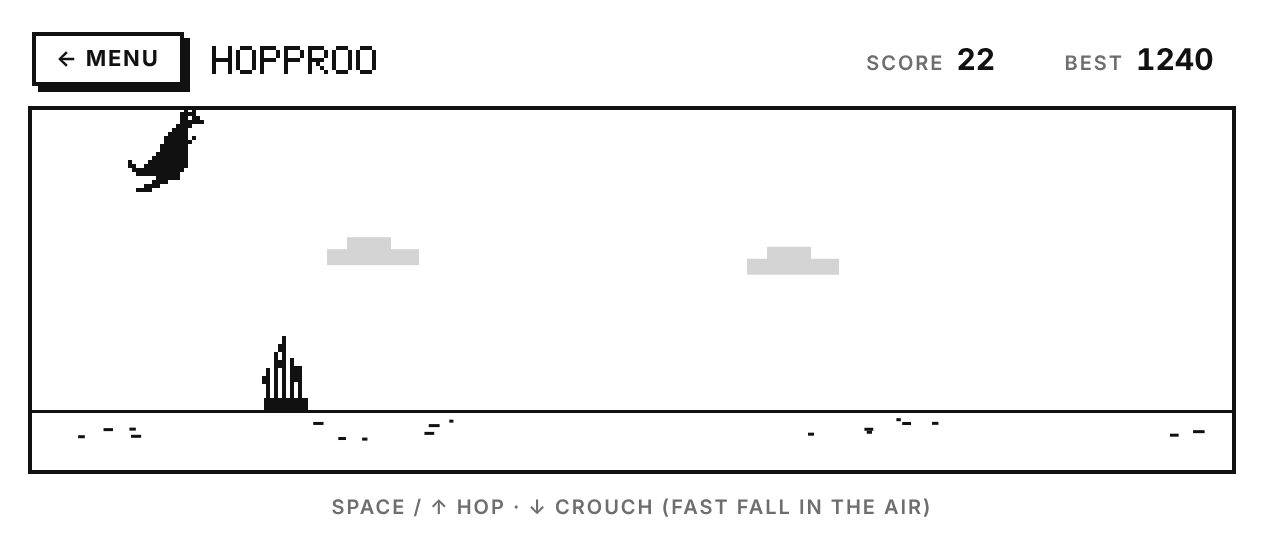 ← MENU
HOPPROO
SCORE 22
BEST 1240
SPACE / ↑ HOP · ↓ CROUCH (FAST FALL IN THE AIR)